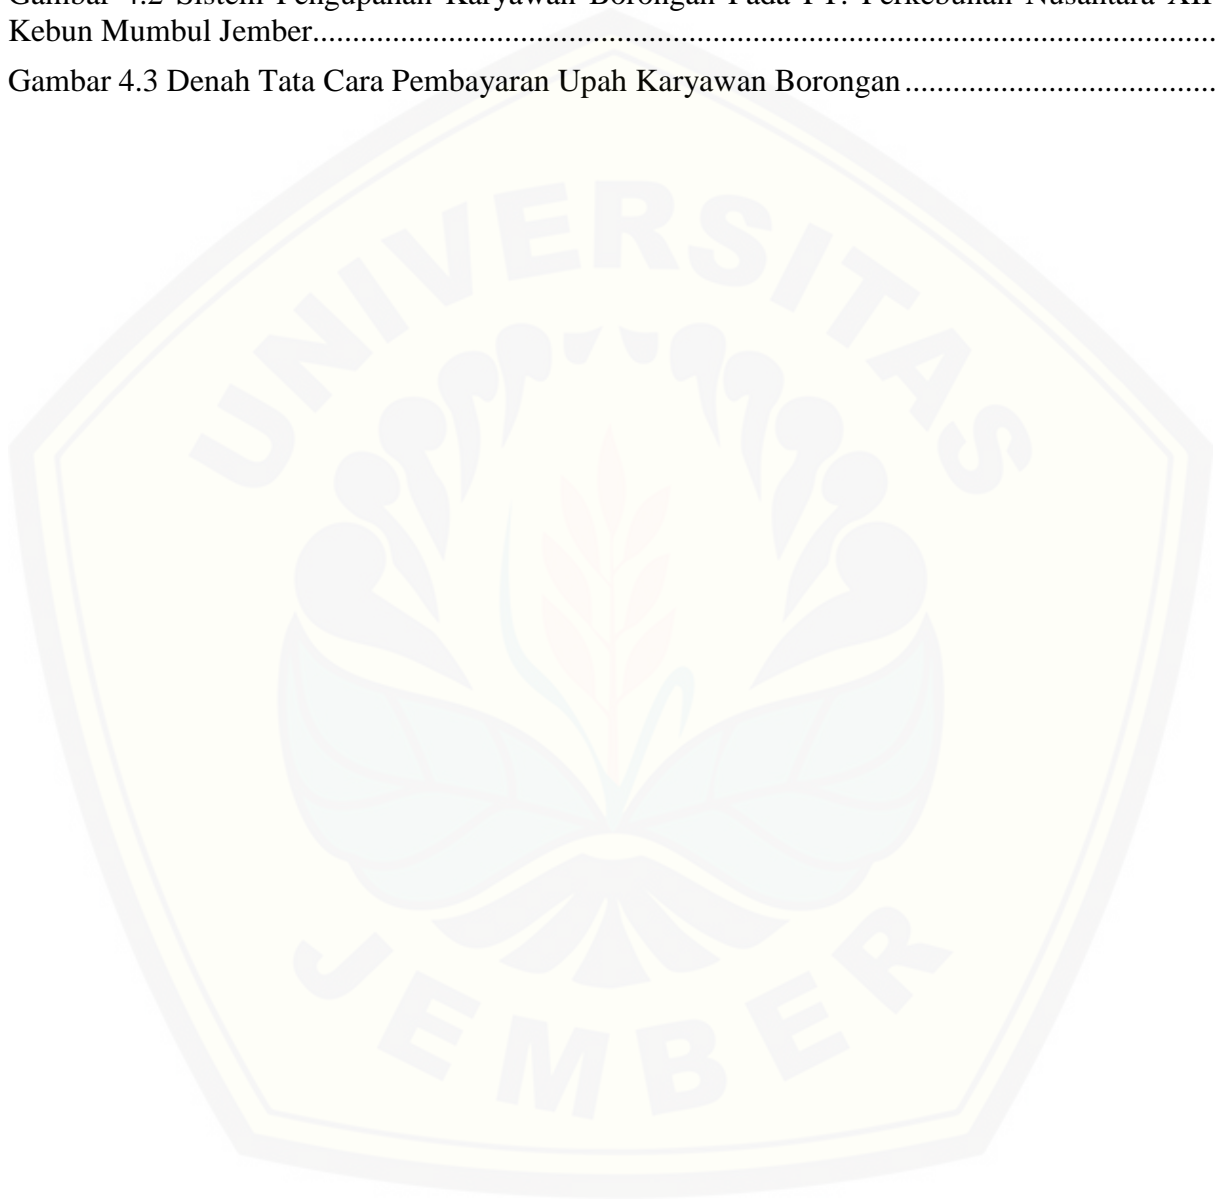 Gambar 4.2 Sistem Pengupahan Karyawan Borongan Pada PT. Perkebunan Nusantara XII
Kebun Mumbul Jember....................................................................................................................
Gambar 4.3 Denah Tata Cara Pembayaran Upah Karyawan Borongan.......................................
UNIVERSITAS
JEMBER